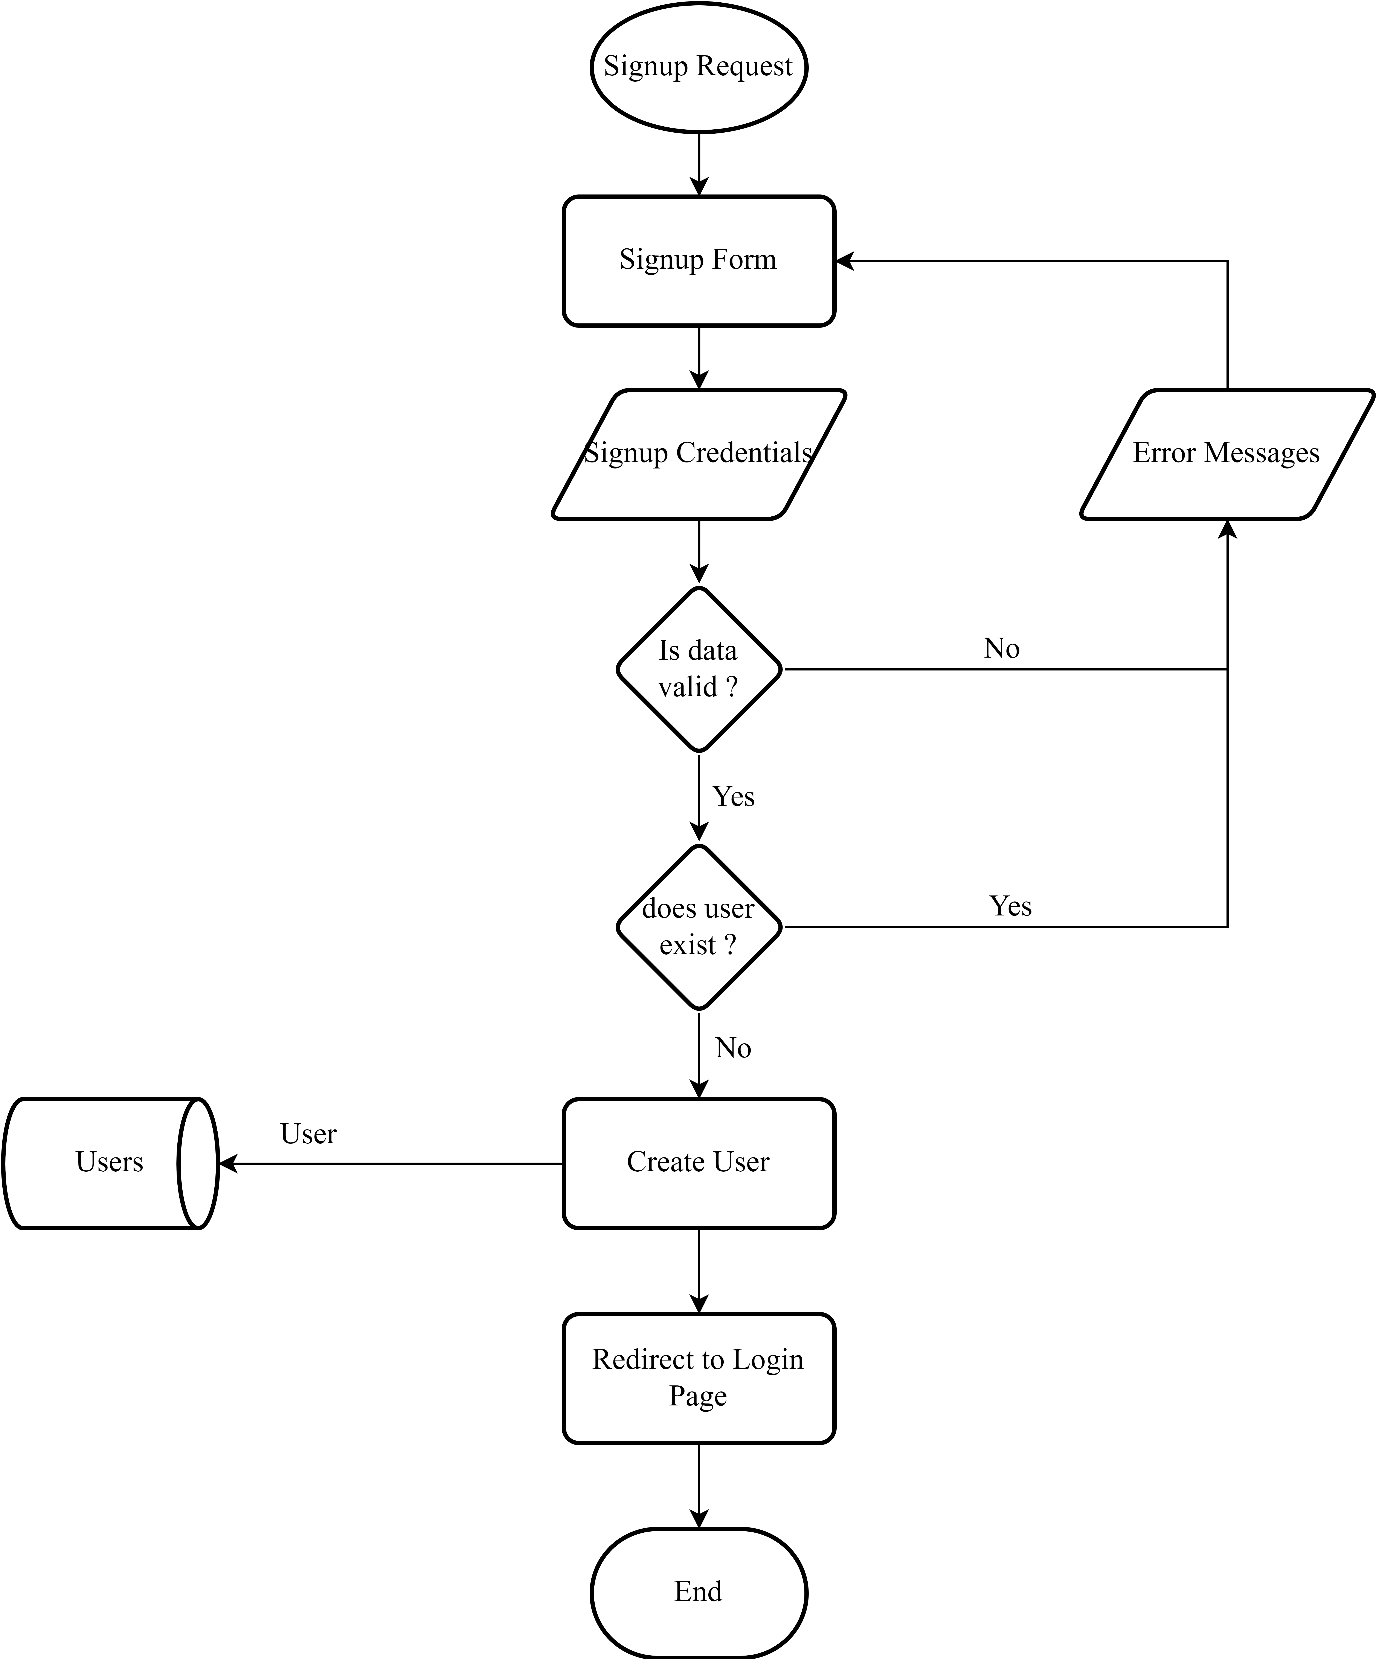 Signup Request
Signup Form
Signup Credentials
Error Messages
Is data
valid ?
No
Yes
does user
exist ?
Yes
No
User
Users
Create User
Redirect to Login
Page
End